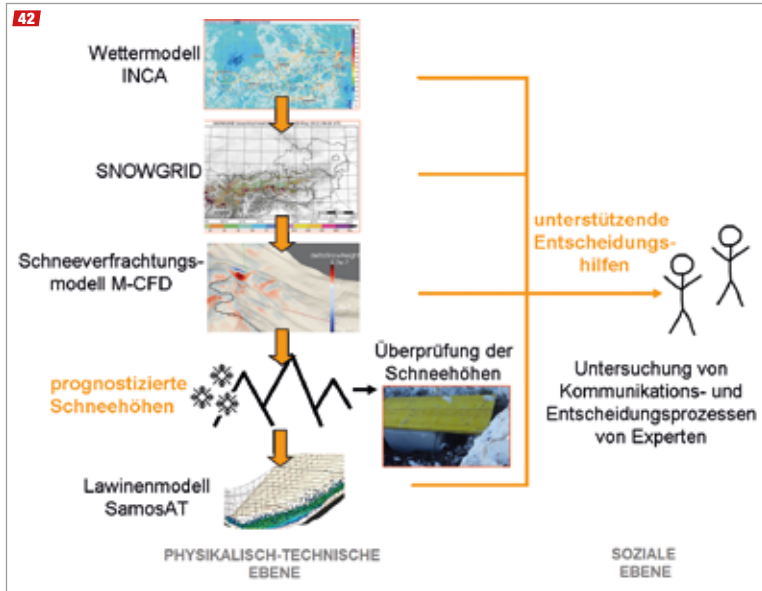 42
Wettermodell
INCA
SNOWGRID
Schneeverfrachtungs-
modell M-CFD
prognostizierte
Schneehöhen
Überprüfung der
Schneehöhen
Lawinenmodell
SamosAT
PHYSIKALISCH-TECHNISCHE
EBENE
unterstützende
Entscheidungs-
hilfen
Untersuchung von
Kommunikations- und
Entscheidungsprozessen
von Experten
SOZIALE
EBENE